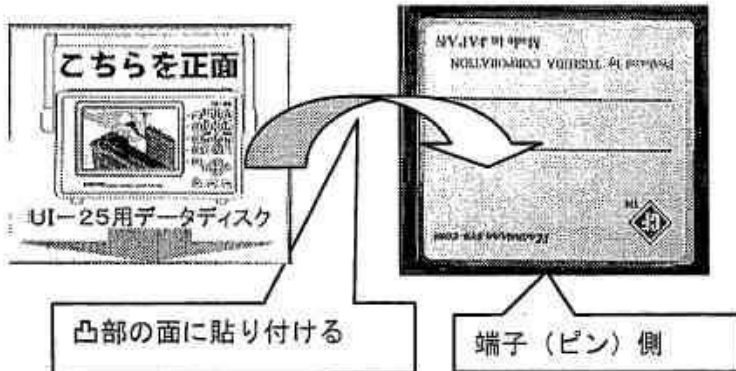 こちらを正面
UI-25用データディスク
Made in JAPAN
Produced by TOSHIBA CORPORATION
TM
CF
凸部の面に貼り付ける
端子（ピン）側